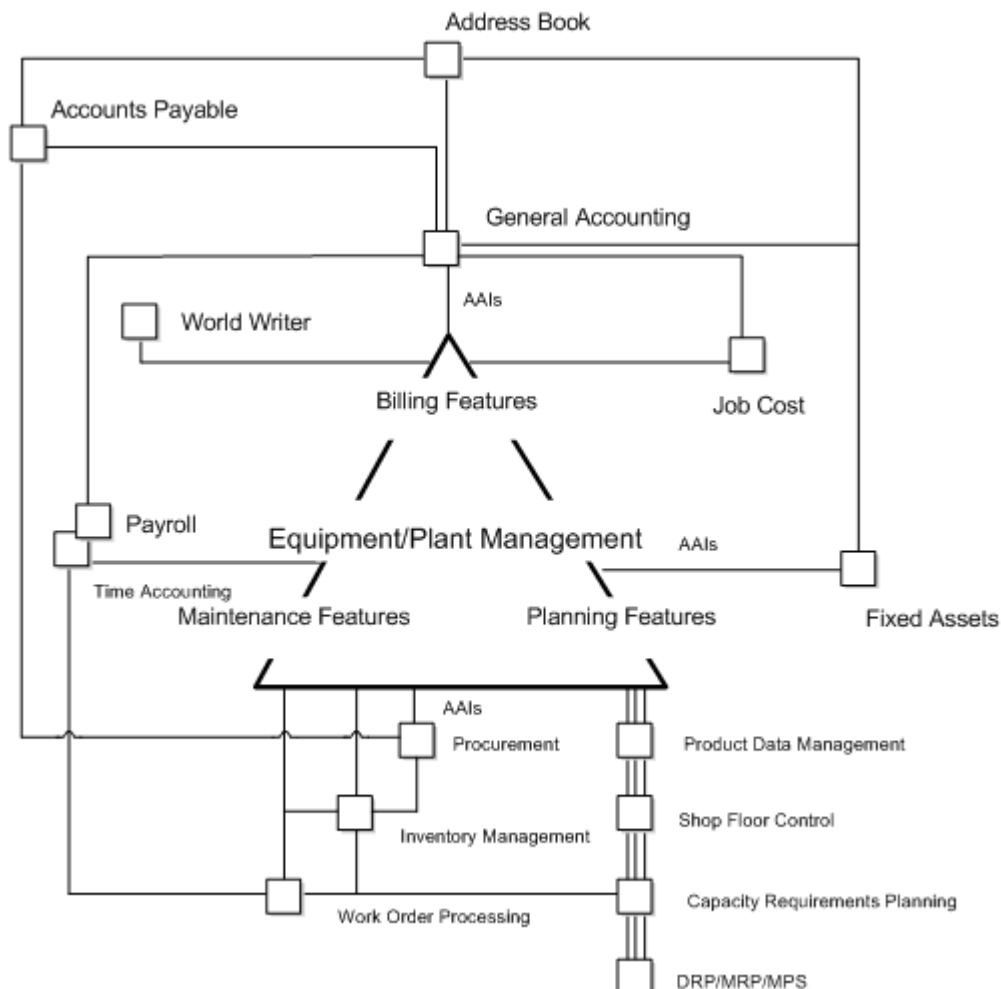 Address Book
Accounts Payable
General Accounting
AAIs
World Writer
Billing Features
Job Cost
Payroll
Equipment/Plant Management
AAIs
Time Accounting
Maintenance Features
Planning Features
Fixed Assets
AAIs
Procurement
Product Data Management
Shop Floor Control
Inventory Management
Capacity Requirements Planning
Work Order Processing
DRP/MRP/MPS